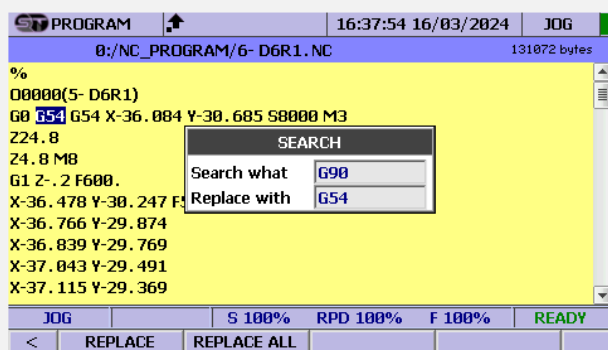 PROGRAM 16:37:54 16/03/2024 JOG
0:/NC_PROGRAM/6- D6R1.NC 131072 bytes
%
O0000(5- D6R1)
G0 G54 G54 X-36.084 Y-30.685 S8000 M3
Z24.8
SEARCH
Z4.8 M8
Search what G90
G1 Z-.2 F600.
Replace with G54
X-36.478 Y-30.247
X-36.766 Y-29.874
X-36.839 Y-29.769
X-37.043 Y-29.491
X-37.115 Y-29.369
JOG S 100% RPD 100% F 100% READY
< REPLACE REPLACE ALL